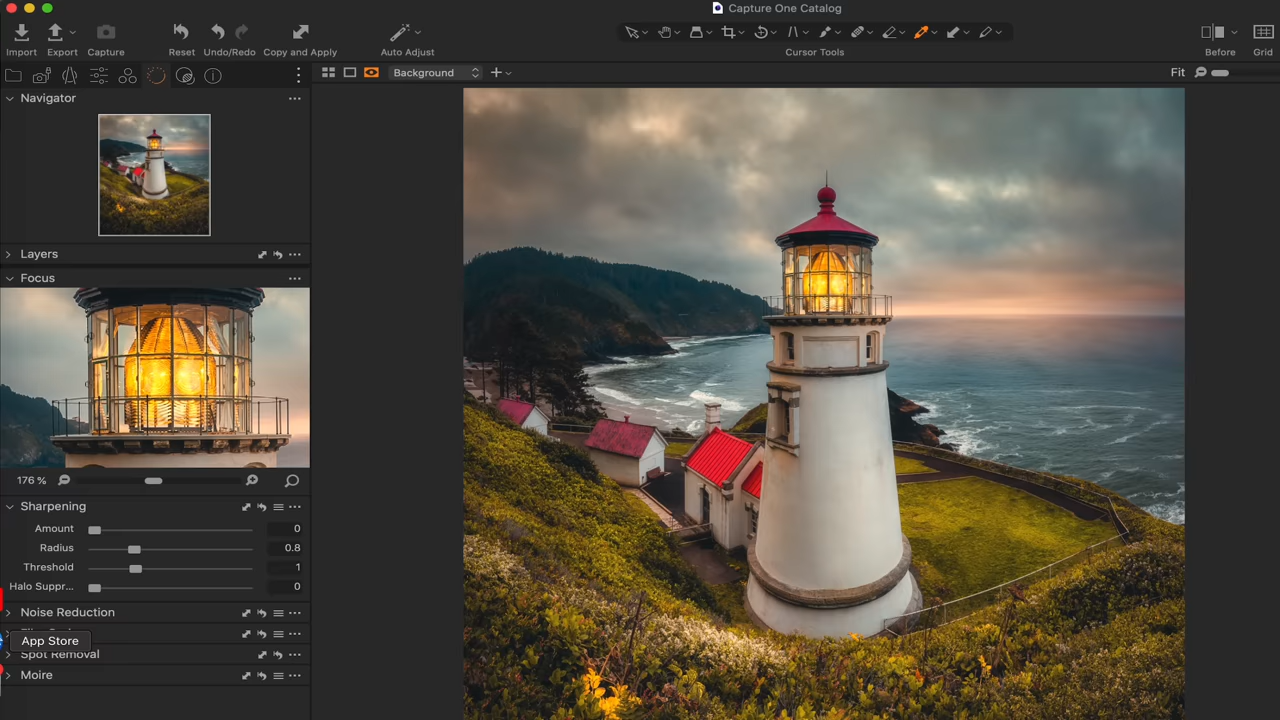 Capture One Catalog
Import
Export
Capture
Reset
Undo/Redo
Copy and Apply
Auto Adjust
Cursor Tools
Before
Grid
Background
Fit
Navigator
Layers
Focus
176 %
Sharpening
Amount 0
Radius 0.8
Threshold 1
Halo Suppr... 0
Noise Reduction
App Store
Spot Removal
Moire